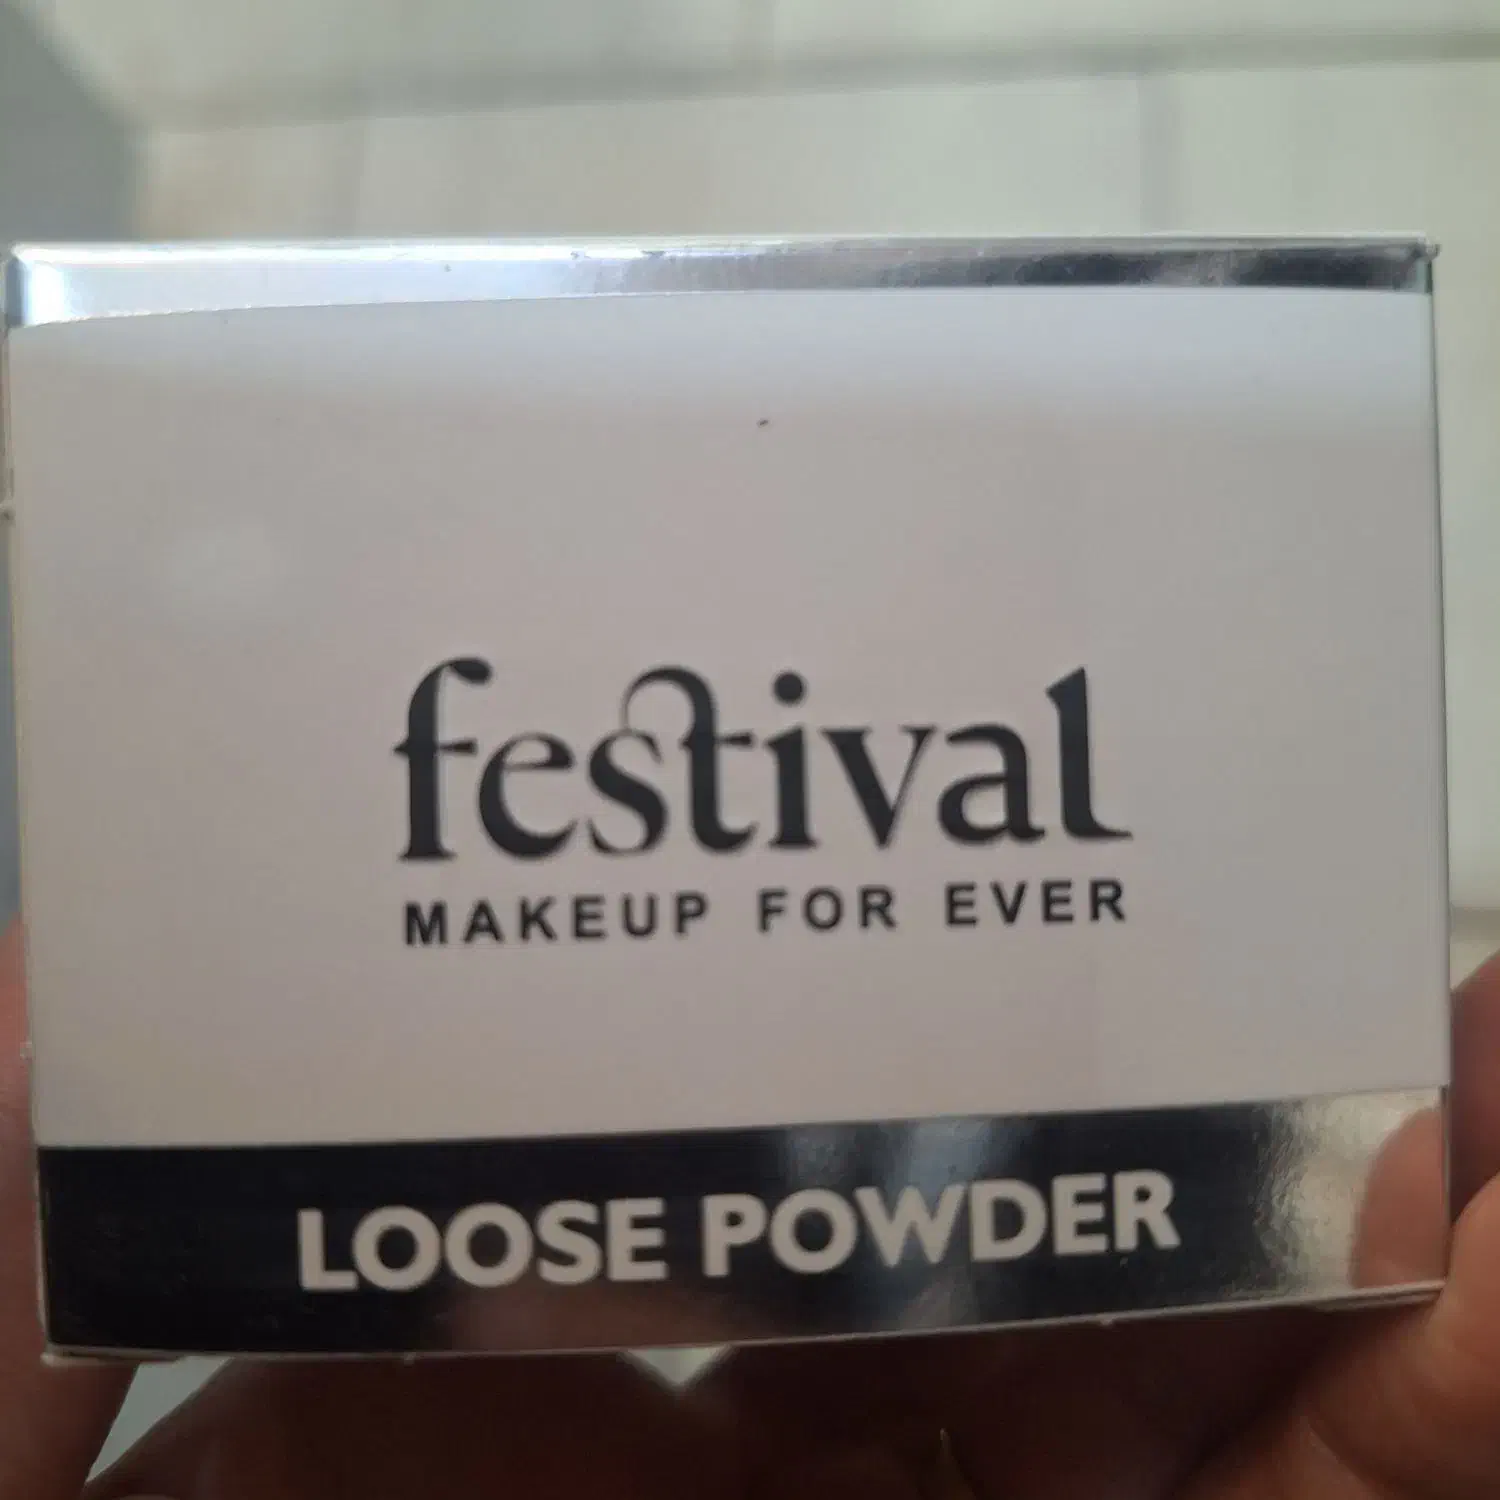 festival
MAKEUP FOR EVER
LOOSE POWDER